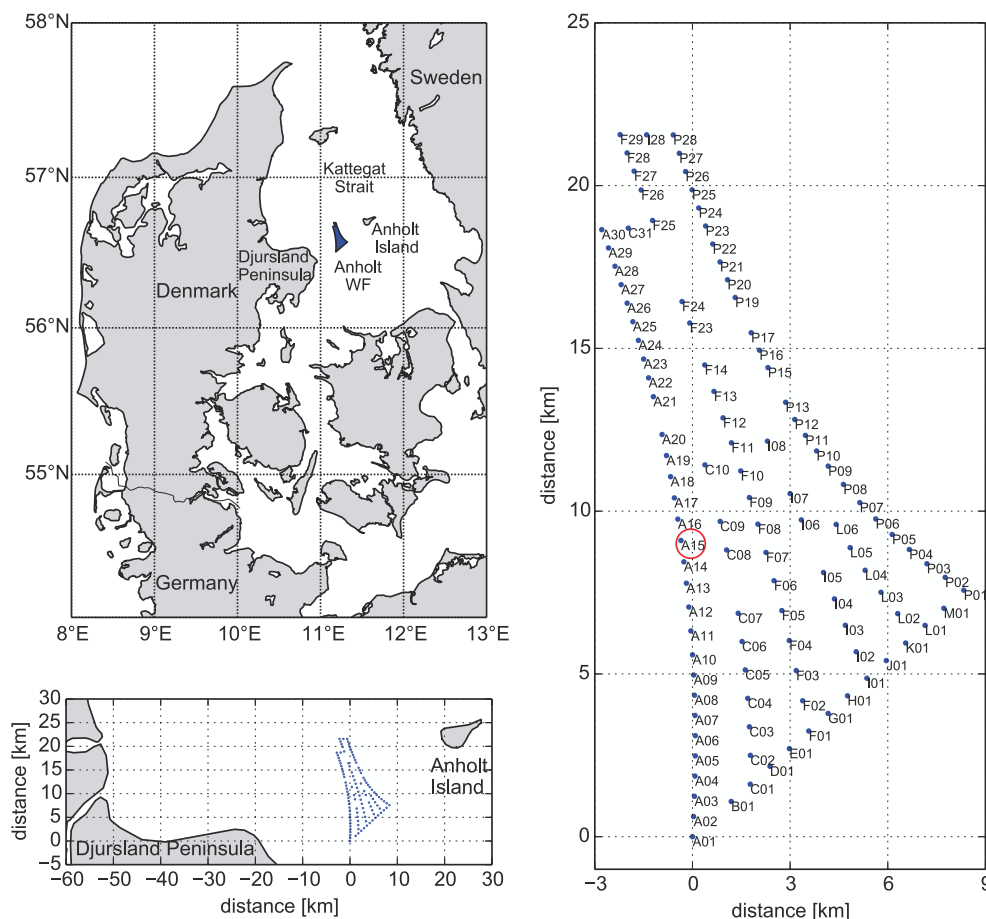 58°N
57°N
56°N
55°N
8°E
9°E
10°E
11°E
12°E
13°E
Sweden
Kattegat
Strait
Anholt
Island
Djursland
Peninsula
Anholt
WF
Denmark
Germany
30
25
20
15
10
5
0
−5
distance [km]
Anholt
Island
Djursland Peninsula
−60
−50
−40
−30
−20
−10
0
10
20
30
distance [km]
25
20
15
10
5
0
distance [km]
F29
I28
P28
F28
P27
F27
P26
F26
P25
P24
F25
P23
A30
C31
A29
P22
A28
P21
A27
P20
A26
F24
P19
A25
F23
A24
P17
A23
P16
F14
P15
A22
A21
F13
P13
F12
P12
A20
F11
I08
P11
A19
P10
C10
F10
P09
A18
P08
A17
F09
I07
P07
A16
C09
F08
I06
L06
P06
A15
P05
C08
F07
L05
P04
A14
P03
A13
F06
I05
L04
P02
P01
A12
C07
F05
I04
L03
M01
L02
A11
C06
F04
I03
L01
K01
A10
I02
J01
A09
C05
F03
I01
A08
C04
F02
H01
G01
A07
C03
F01
A06
E01
A05
C02
D01
A04
C01
A03
B01
A02
A01
−3
0
3
6
9
distance [km]